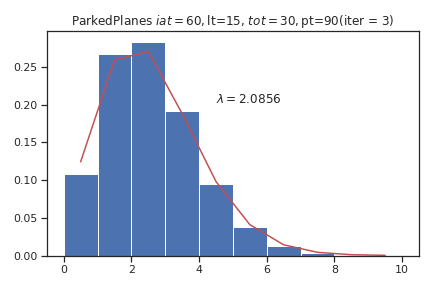 ParkedPlanes iat = 60, lt=15, tot = 30, pt=90(iter = 3)
0.25
0.20
λ = 2.0856
0.15
0.10
0.05
0.00
0 2 4 6 8 10